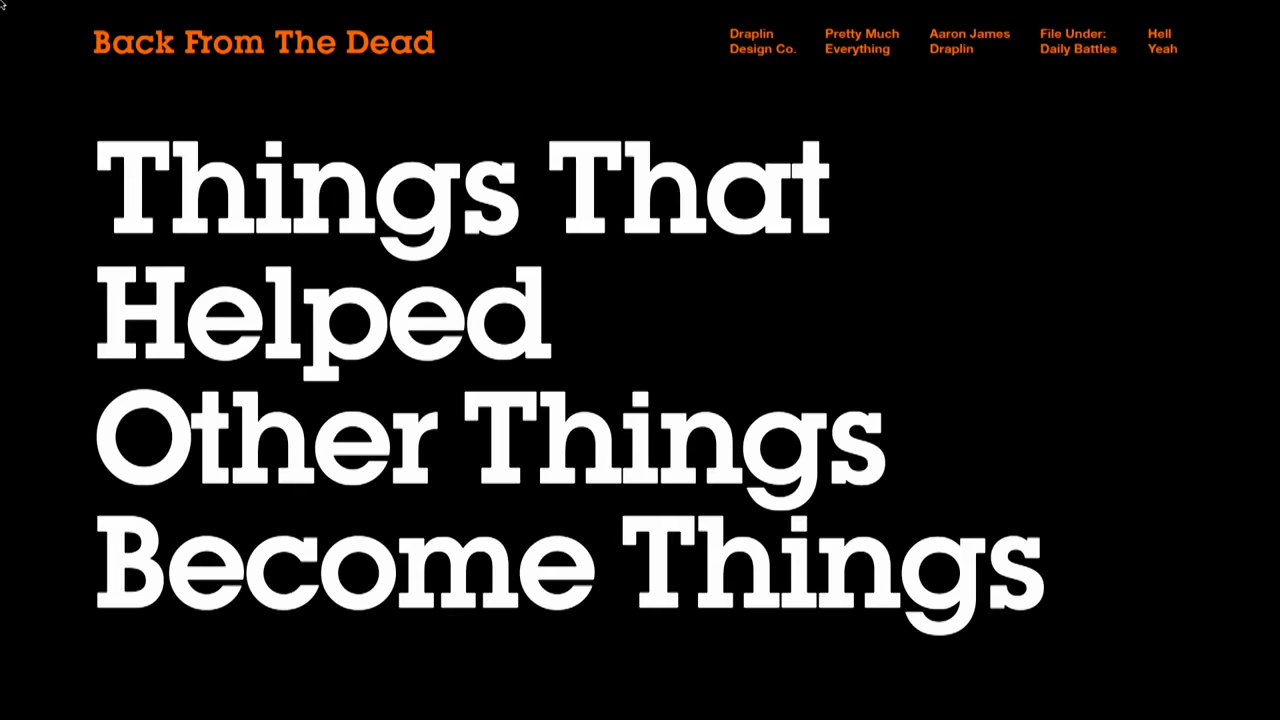 Back From The Dead
Draplin
Design Co.
Pretty Much
Everything
Aaron James
Draplin
File Under:
Daily Battles
Hell
Yeah
Things That
Helped
Other Things
Become Things